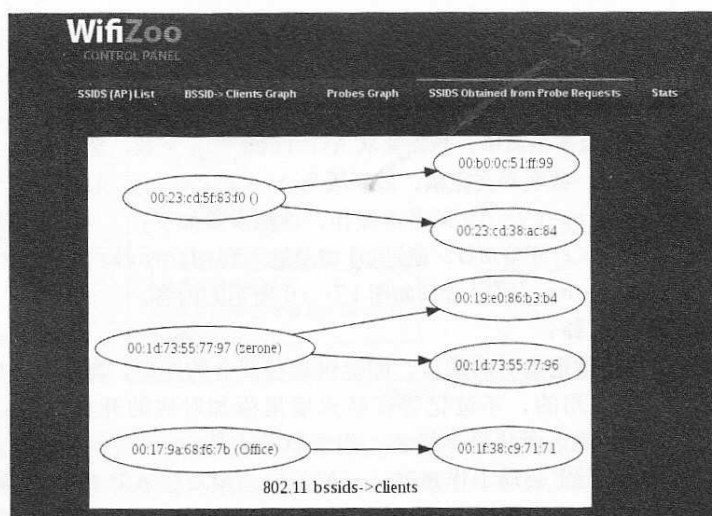 WifiZoo
CONTROL PANEL
SSIDS (AP) List BSSID-> Clients Graph Probes Graph SSIDS Obtained from Probe Requests Stats
00:b0:0c:51:ff:99
00:23:cd:5f:83:f0 ()
00:23:cd:38:ac:84
00:19:e0:86:b3:b4
00:1d:73:55:77:97 (zerone)
00:1d:73:55:77:96
00:17:9a:68:f6:7b (Office)
00:1f:38:c9:71:71
802.11 bssids->clients